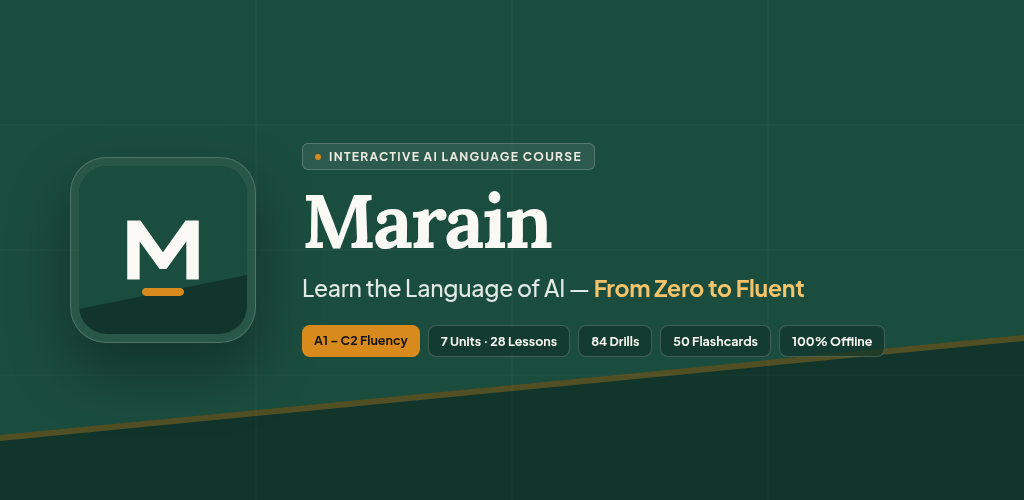 M
INTERACTIVE AI LANGUAGE COURSE
Marain
Learn the Language of AI — From Zero to Fluent
A1 – C2 Fluency 7 Units · 28 Lessons 84 Drills 50 Flashcards 100% Offline